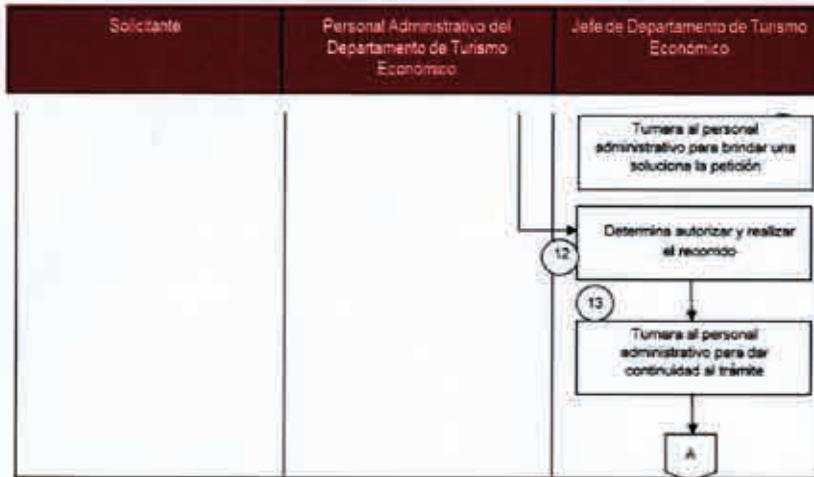 Solicitante
Personal Administrativo del
Departamento de Turismo
Económico
Jefe de Departamento de Turismo
Económico
Turnara al personal
administrativo para brindar una
soluciona la petición
Determina autorizar y realizar
el recorrido
12
13
Turnara al personal
administrativo para dar
continuidad al trámite
A